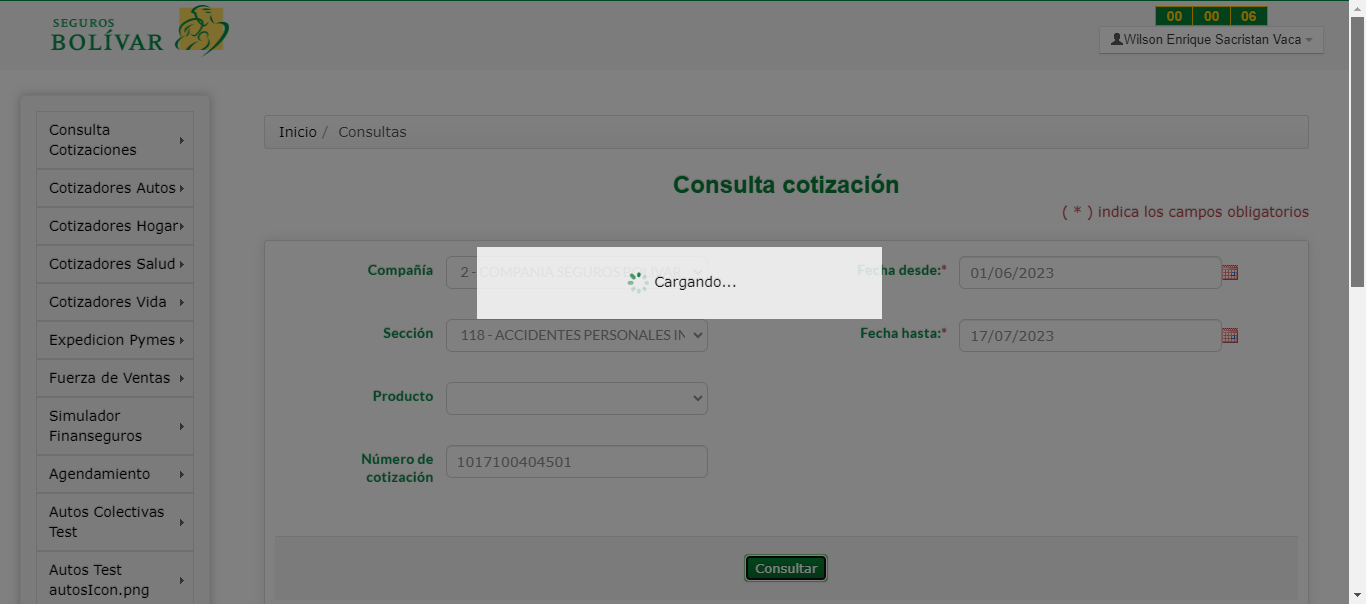 SEGUROS
BOLÍVAR
00 00 06
Wilson Enrique Sacristan Vaca
Consulta
Cotizaciones
Cotizadores Autos
Cotizadores Hogar
Cotizadores Salud
Cotizadores Vida
Expedicion Pymes
Fuerza de Ventas
Simulador
Finanseguros
Agendamiento
Autos Colectivas
Test
Autos Test
autosIcon.png
Inicio / Consultas
Consulta cotización
( * ) indica los campos obligatorios
Compañía
2 - COMPANIA SEGUROS BOLIVAR
Fecha desde:*
01/06/2023
Cargando...
Sección
118 - ACCIDENTES PERSONALES IN
Fecha hasta:*
17/07/2023
Producto
Número de
cotización
1017100404501
Consultar